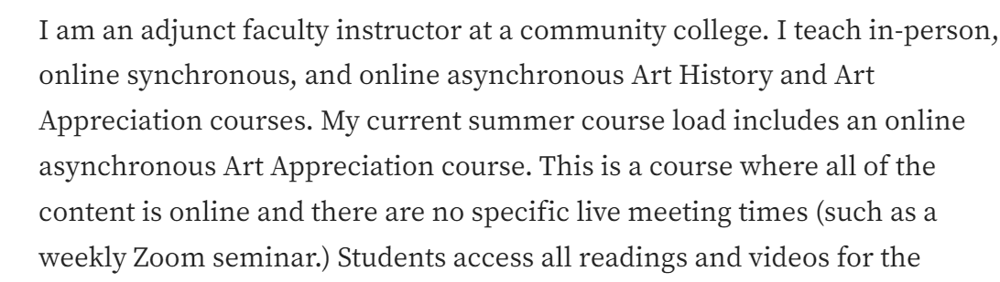 I am an adjunct faculty instructor at a community college. I teach in-person,
online synchronous, and online asynchronous Art History and Art
Appreciation courses. My current summer course load includes an online
asynchronous Art Appreciation course. This is a course where all of the
content is online and there are no specific live meeting times (such as a
weekly Zoom seminar.) Students access all readings and videos for the